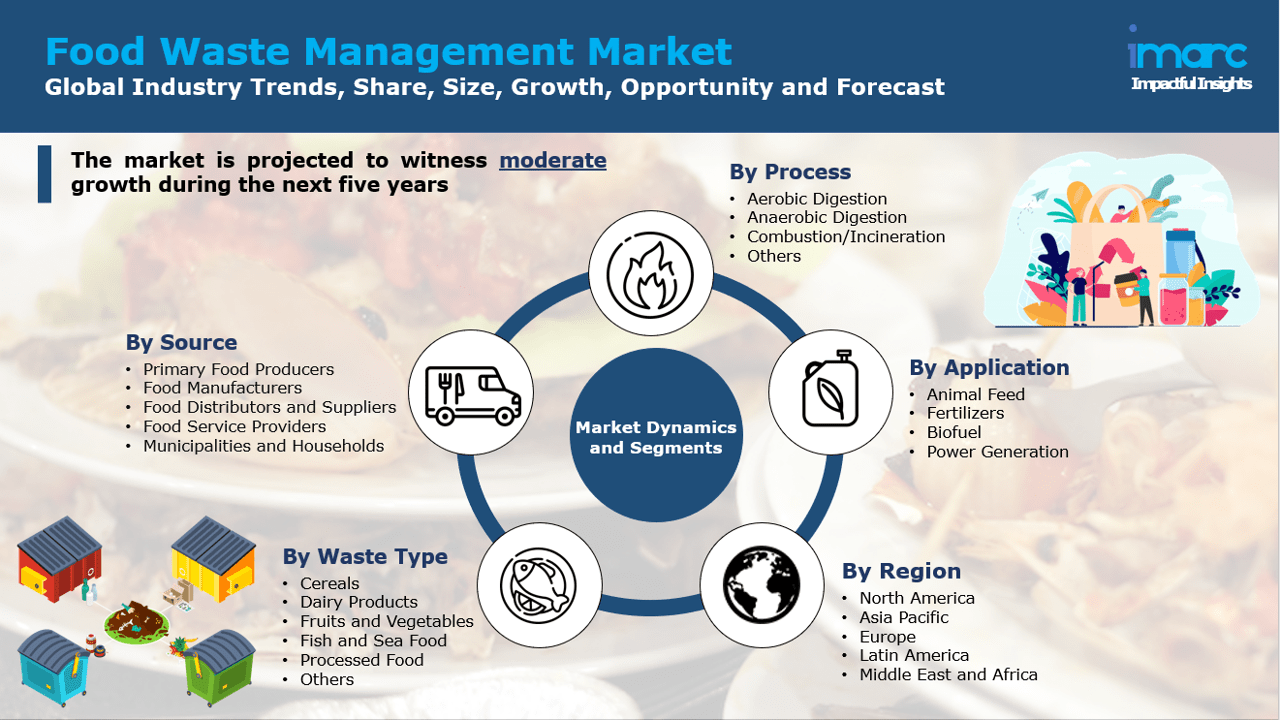 Food Waste Management Market
Global Industry Trends, Share, Size, Growth, Opportunity and Forecast
imarc
Impactful Insights
The market is projected to witness moderate
growth during the next five years
By Process
• Aerobic Digestion
• Anaerobic Digestion
• Combustion/Incineration
• Others
By Source
• Primary Food Producers
• Food Manufacturers
• Food Distributors and Suppliers
• Food Service Providers
• Municipalities and Households
Market Dynamics
and Segments
By Application
• Animal Feed
• Fertilizers
• Biofuel
• Power Generation
By Waste Type
• Cereals
• Dairy Products
• Fruits and Vegetables
• Fish and Sea Food
• Processed Food
• Others
By Region
• North America
• Asia Pacific
• Europe
• Latin America
• Middle East and Africa